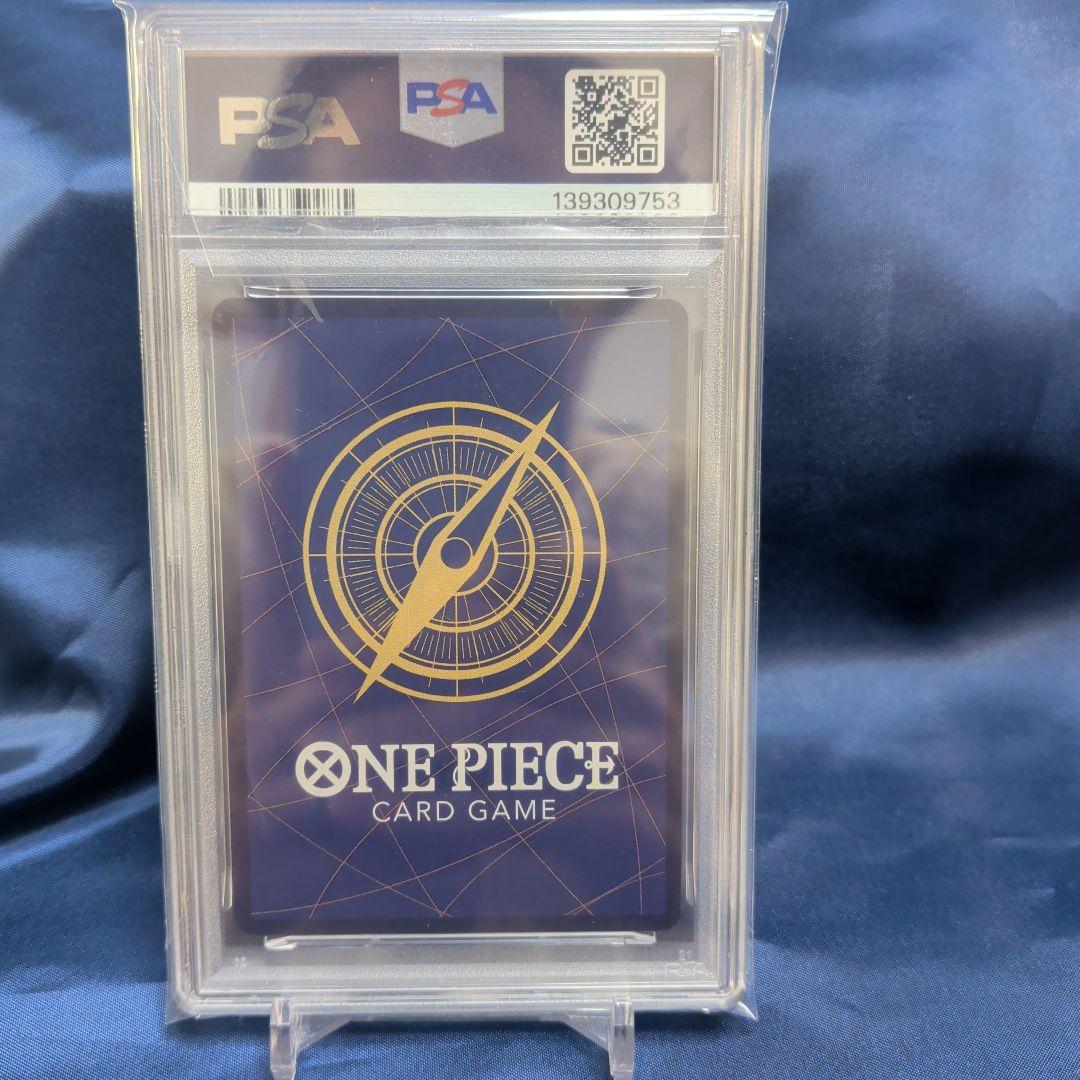 PSA
PSA
139309753
ONE PIECE
CARD GAME